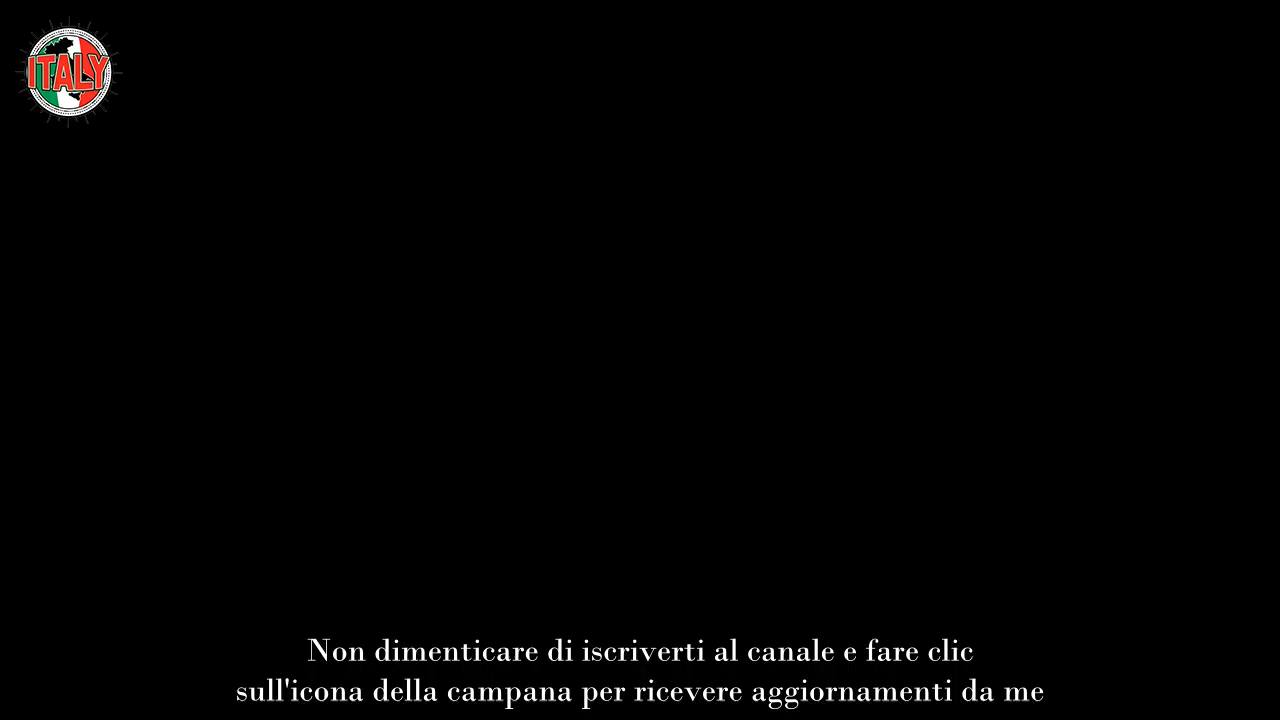 ITALY
Non dimenticare di iscriverti al canale e fare clic
sull'icona della campana per ricevere aggiornamenti da me